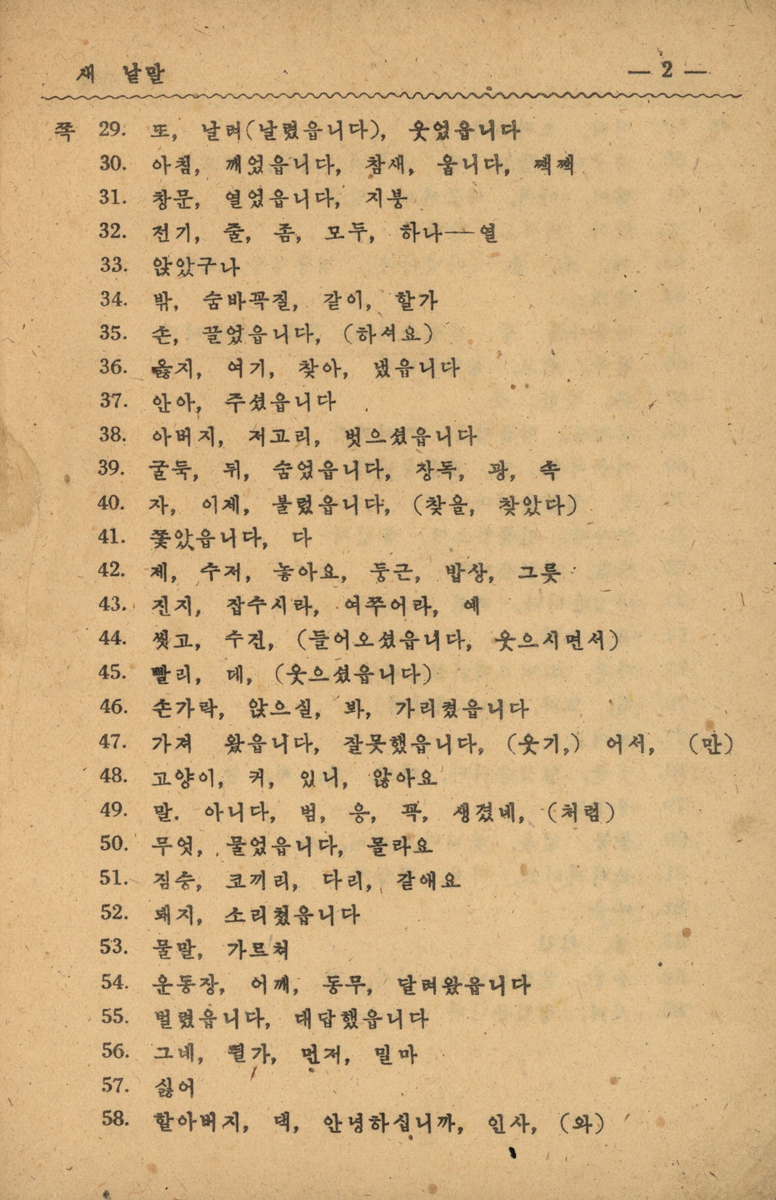 새 낱말 — 2 —
쪽 29. 또, 날려(날렸읍니다), 웃었읍니다
30. 아침, 깨었읍니다, 참새, 웁니다, 짹짹
31. 창문, 열었읍니다, 지붕
32. 전기, 줄, 좀, 모두, 하나—열
33. 앉았구나
34. 밖, 숨바꼭질, 같이, 할가
35. 손, 끌었읍니다, (하셔요)
36. 옳지, 여기, 찾아, 냈읍니다
37. 안아, 주셨읍니다
38. 아버지, 저고리, 벗으셨읍니다
39. 굴뚝, 뒤, 숨었읍니다, 장독, 광, 속
40. 자, 이제, 불렀읍니다, (찾을, 찾았다)
41. 쫓았읍니다, 다
42. 제, 수저, 놓아요, 둥근, 밥상, 그릇
43. 진지, 잡수시라, 여쭈어라, 예
44. 씻고, 수건, (들어오셨읍니다, 웃으시면서)
45. 빨리, 데, (웃으셨읍니다)
46. 손가락, 앉으실, 봐, 가리켰읍니다
47. 가져 왔읍니다, 잘못했읍니다, (웃기,) 어서, (만)
48. 고양이, 커, 있니, 않아요
49. 말. 아니다, 범, 응, 꼭, 생겼네, (처럼)
50. 무엇, 물었읍니다, 몰라요
51. 짐승, 코끼리, 다리, 갈애요
52. 돼지, 소리쳤읍니다
53. 물말, 가르쳐
54. 운동장, 어깨, 동무, 달려왔읍니다
55. 벌렸읍니다, 대답했읍니다
56. 그네, 뛸가, 먼저, 밀마
57. 싫어
58. 할아버지, 댁, 안녕하십니까, 인사, (와)